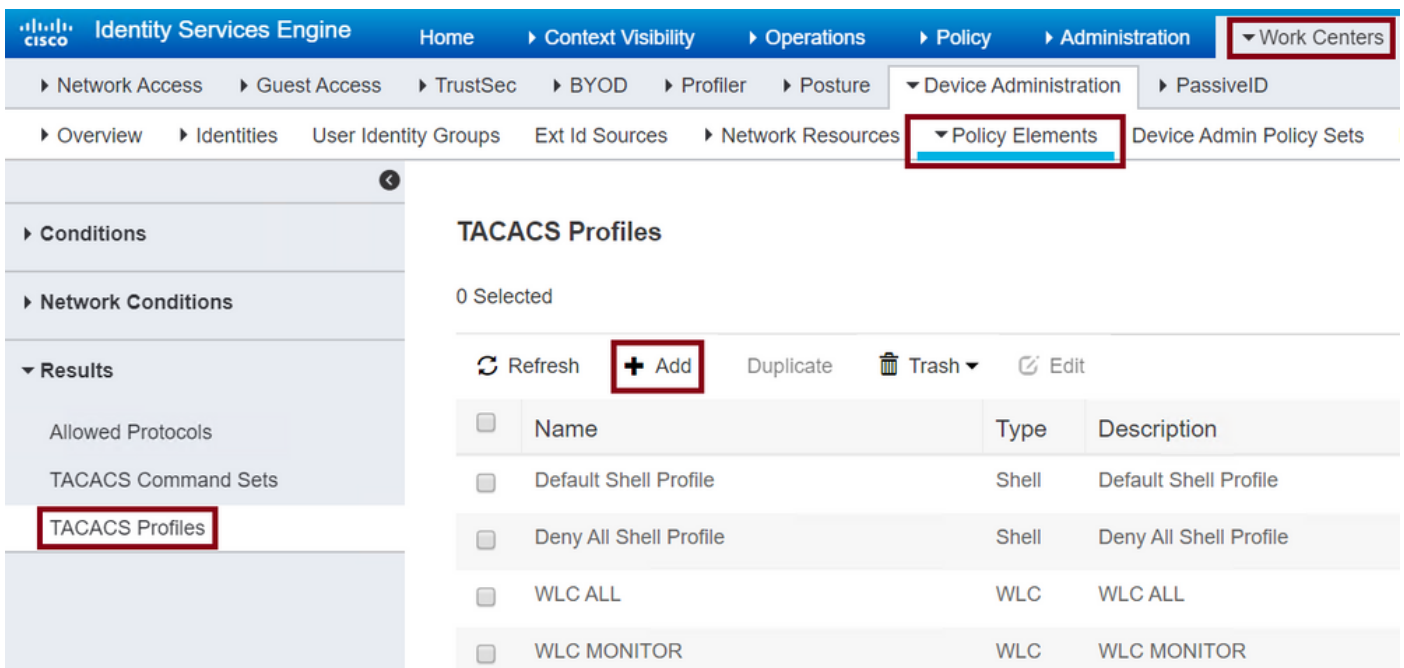 cisco Identity Services Engine Home Context Visibility Operations Policy Administration Work Centers
Network Access Guest Access TrustSec BYOD Profiler Posture Device Administration PassiveID
Overview Identities User Identity Groups Ext Id Sources Network Resources Policy Elements Device Admin Policy Sets
Conditions
Network Conditions
Results
Allowed Protocols
TACACS Command Sets
TACACS Profiles
TACACS Profiles
0 Selected
Refresh Add Duplicate Trash Edit
Name Type Description
Default Shell Profile Shell Default Shell Profile
Deny All Shell Profile Shell Deny All Shell Profile
WLC ALL WLC WLC ALL
WLC MONITOR WLC WLC MONITOR